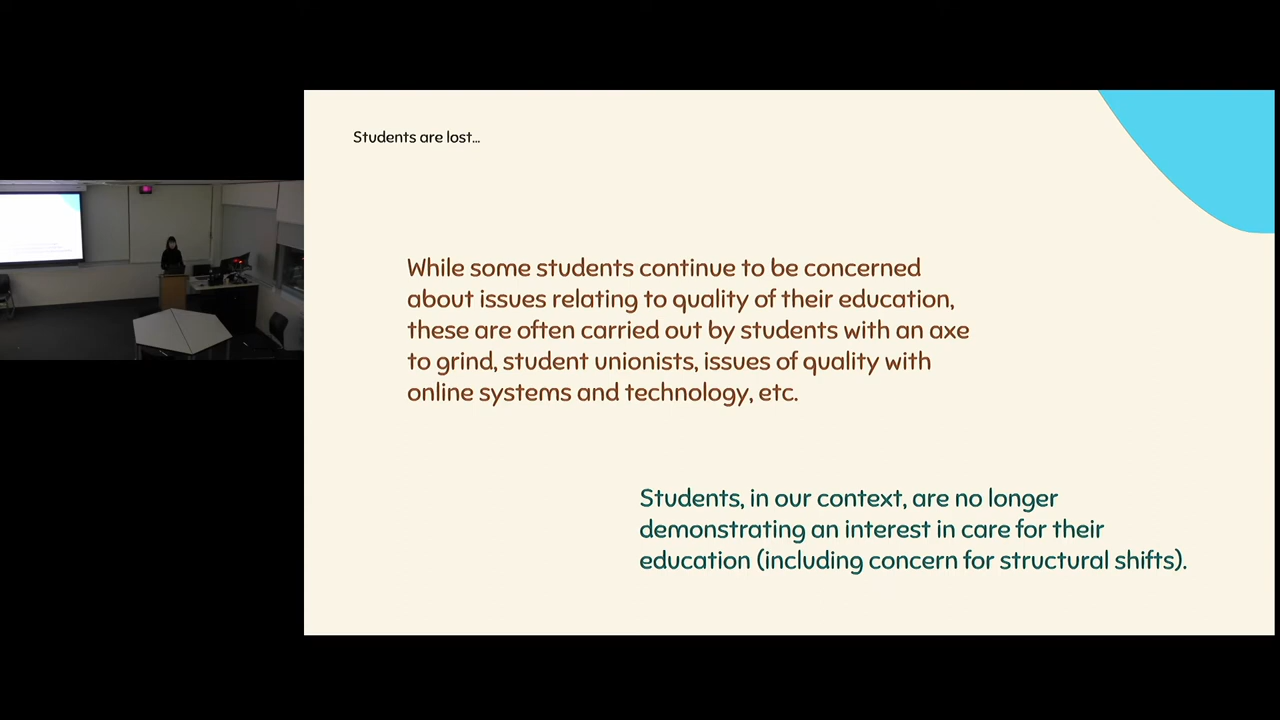 Students are lost...
While some students continue to be concerned
about issues relating to quality of their education,
these are often carried out by students with an axe
to grind, student unionists, issues of quality with
online systems and technology, etc.
Students, in our context, are no longer
demonstrating an interest in care for their
education (including concern for structural shifts).